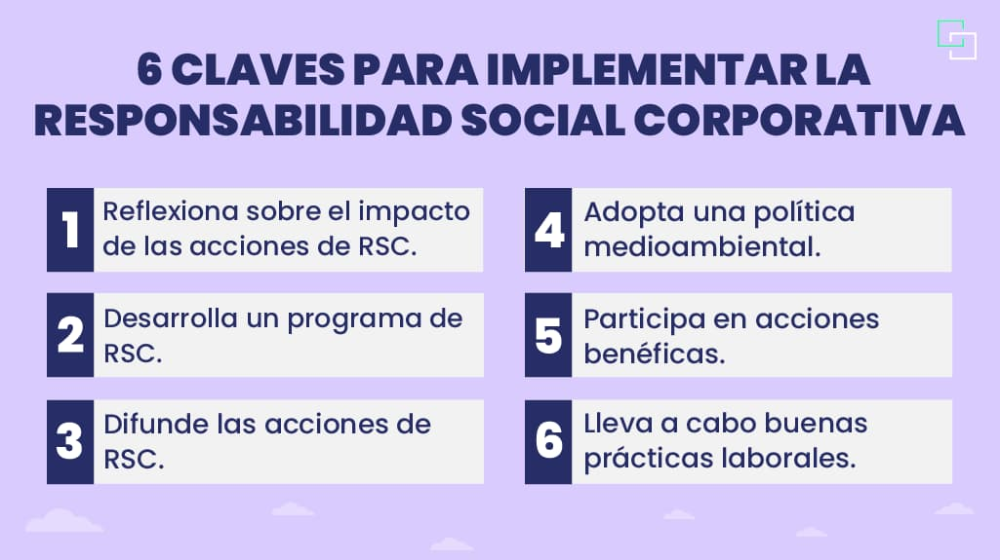 6 CLAVES PARA IMPLEMENTAR LA
RESPONSABILIDAD SOCIAL CORPORATIVA
1
Reflexiona sobre el impacto
de las acciones de RSC.
2
Desarrolla un programa de
RSC.
3
Difunde las acciones de
RSC.
4
Adopta una política
medioambiental.
5
Participa en acciones
benéficas.
6
Lleva a cabo buenas
prácticas laborales.